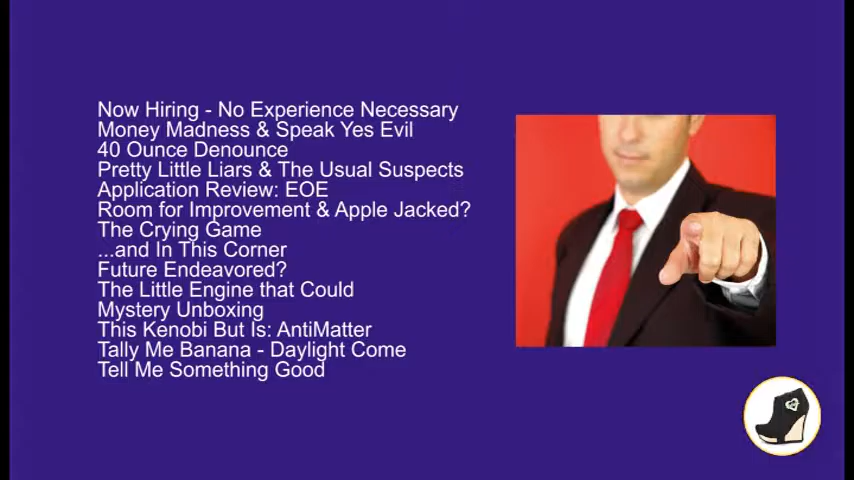 Now Hiring - No Experience Necessary
Money Madness & Speak Yes Evil
40 Ounce Denounce
Pretty Little Liars & The Usual Suspects
Application Review: EOE
Room for Improvement & Apple Jacked?
The Crying Game
...and In This Corner
Future Endeavored?
The Little Engine that Could
Mystery Unboxing
This Kenobi But Is: AntiMatter
Tally Me Banana - Daylight Come
Tell Me Something Good